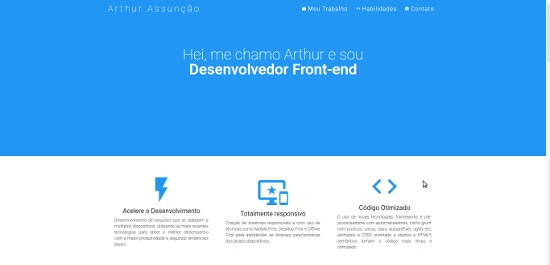 Arthur Assunção
Meu Trabalho
Habilidades
Contato
Hei, me chamo Arthur e sou
Desenvolvedor Front-end
Acelere o Desenvolvimento
Desenvolvimento de soluções que se adaptam a
múltiplos dispositivos, utilizando as mais recentes
tecnologias para obter o melhor desempenho
com a maior produtividade e seguindo tendências
atuais.
Totalmente responsivo
Criação de sistemas responsivos e com uso de
técnicas como Mobile First, Desktop First e Offline
First para atender as diversas características
dos atuais dispositivos.
Código Otimizado
O uso de novas tecnologias, frameworks e pré-
processadores com automatizadores, como grunt
com postcss, uncss, sass, autoprefixer, uglify etc,
alinhados a CSS3 orientado a objetos e HTML5
semântico tornam o código mais limpo e
otimizado.